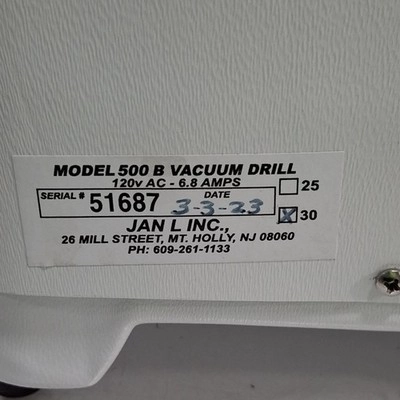 MODEL 500 B VACUUM DRILL
120v AC - 6.8 AMPS
25
SERIAL # 51687 DATE 3-3-23
X 30
JAN L INC.,
26 MILL STREET, MT. HOLLY, NJ 08060
PH: 609-261-1133